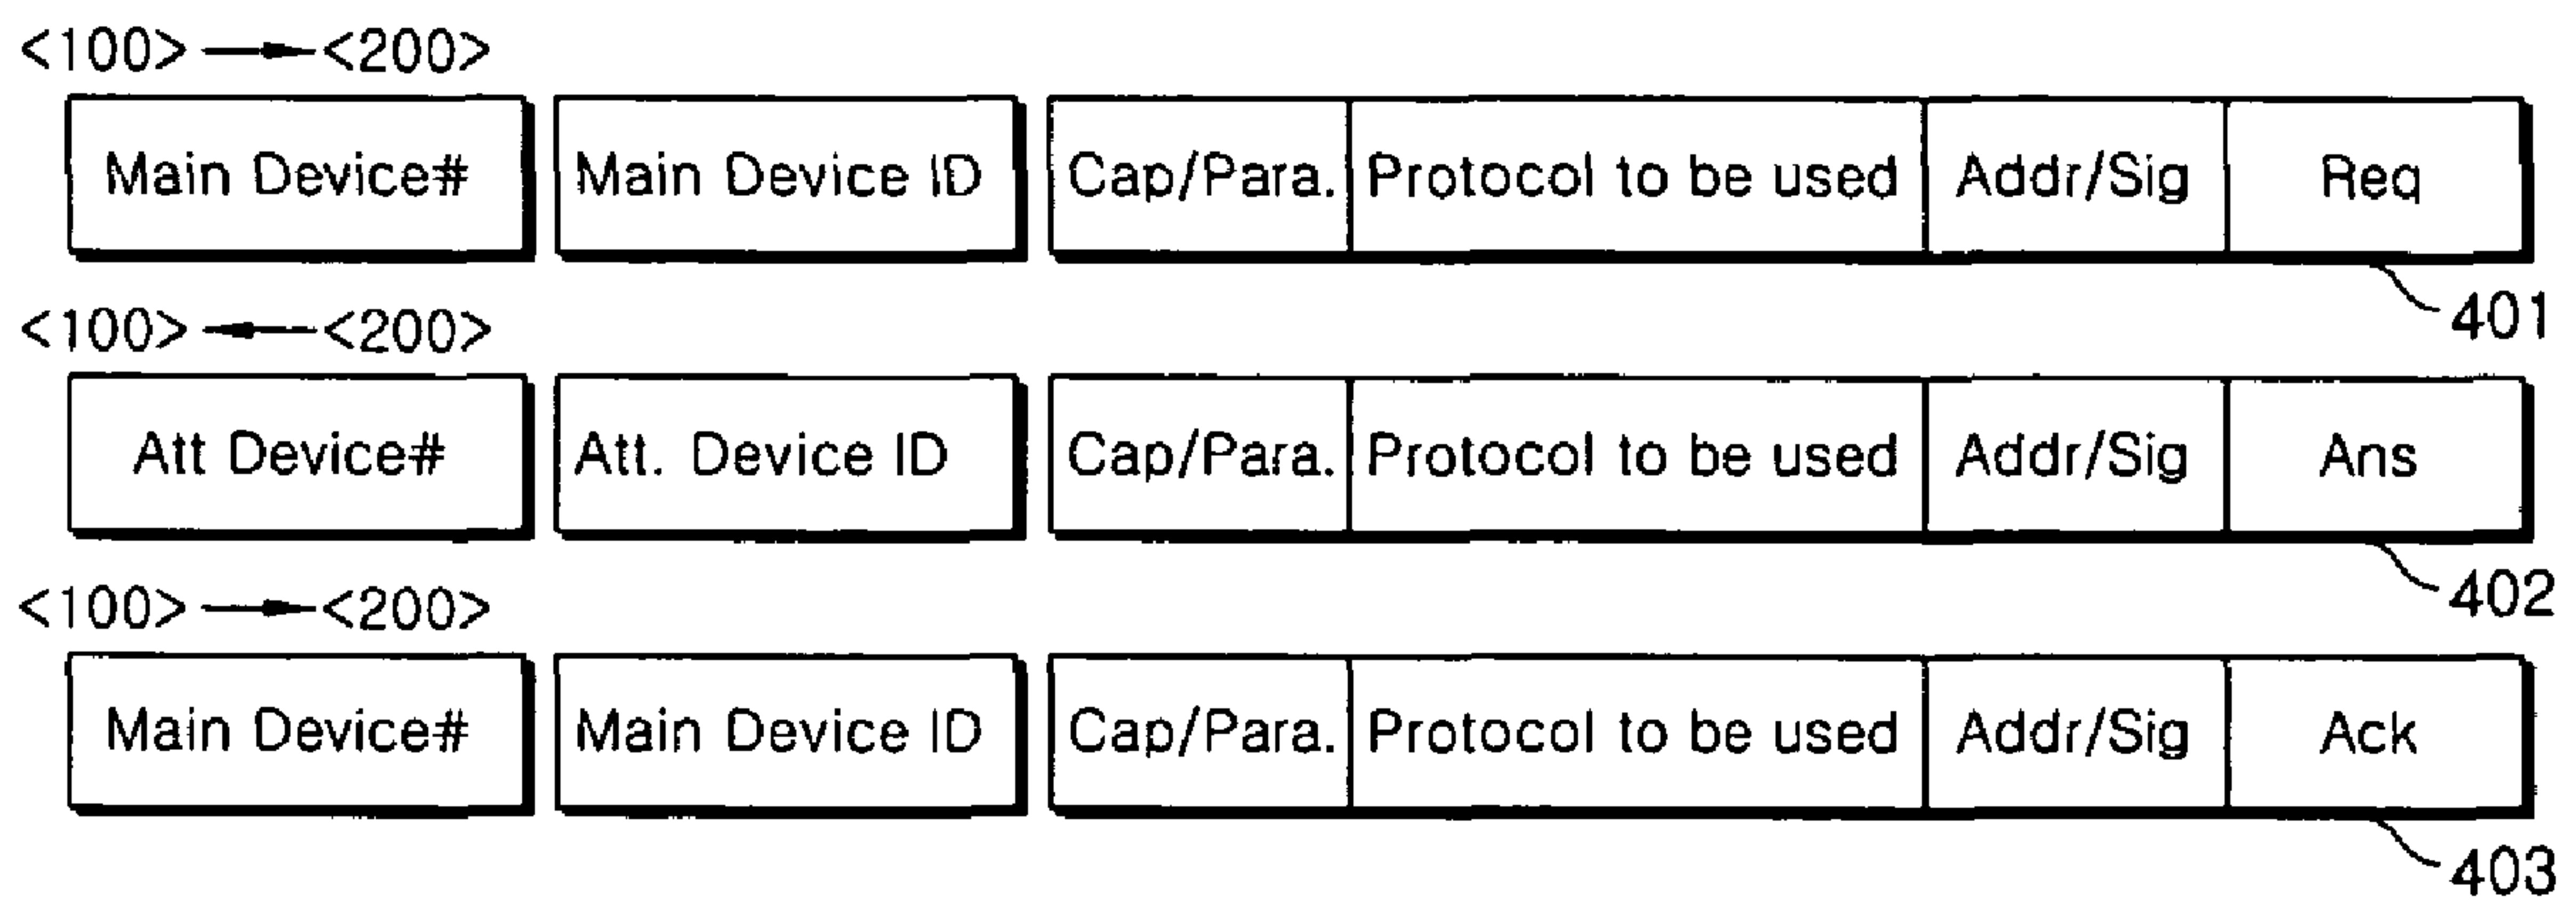 <100> → <200>
Main Device# Main Device ID Cap/Para. Protocol to be used Addr/Sig Req
401
<100> ← <200>
Att Device# Att. Device ID Cap/Para. Protocol to be used Addr/Sig Ans
402
<100> → <200>
Main Device# Main Device ID Cap/Para. Protocol to be used Addr/Sig Ack
403